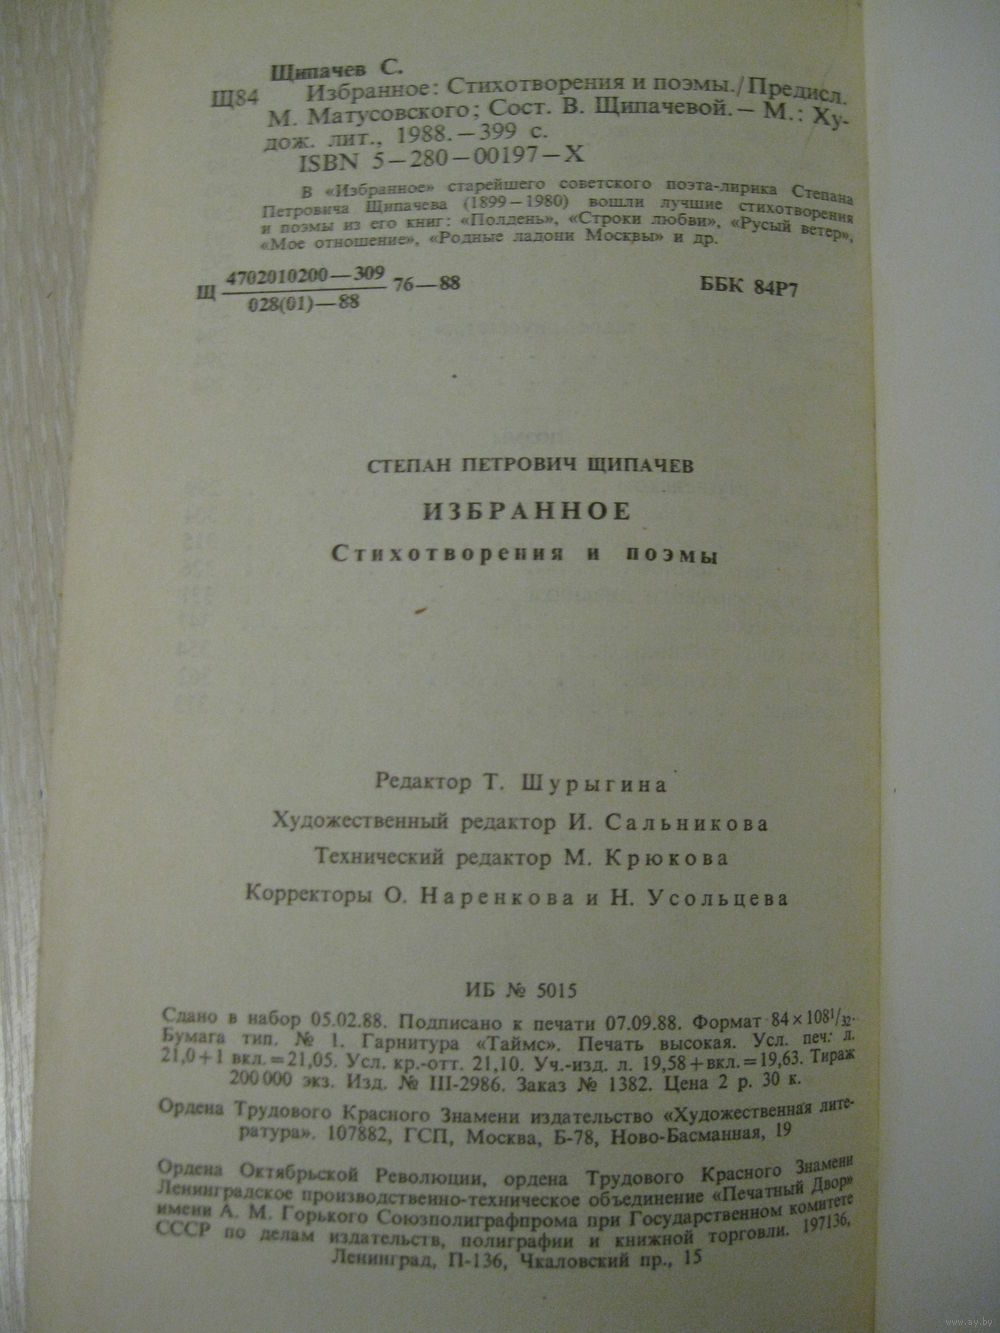 Щипачев С.
Щ84 Избранное: Стихотворения и поэмы./Предисл.
М. Матусовского; Сост. В. Щипачевой. — М.: Ху-
дож. лит., 1988. — 399 с.
ISBN 5—280—00197—X
В «Избранное» старейшего советского поэта-лирика Степана
Петровича Щипачева (1899—1980) вошли лучшие стихотворения
и поэмы из его книг: «Полдень», «Строки любви», «Русый ветер»,
«Мое отношение», «Родные ладони Москвы» и др.
Щ 4702010200—309 / 028(01)—88 76—88 ББК 84Р7
СТЕПАН ПЕТРОВИЧ ЩИПАЧЕВ
ИЗБРАННОЕ
Стихотворения и поэмы
Редактор Т. Шурыгина
Художественный редактор И. Сальникова
Технический редактор М. Крюкова
Корректоры О. Наренкова и Н. Усольцева
ИБ № 5015
Сдано в набор 05.02.88. Подписано к печати 07.09.88. Формат 84×108¹/₃₂.
Бумага тип. № 1. Гарнитура «Таймс». Печать высокая. Усл. печ. л.
21,0+1 вкл.=21,05. Усл. кр.-отт. 21,10. Уч.-изд. л. 19,58+вкл.=19,63. Тираж
200 000 экз. Изд. № III-2986. Заказ № 1382. Цена 2 р. 30 к.
Ордена Трудового Красного Знамени издательство «Художественная лите-
ратура». 107882, ГСП, Москва, Б-78, Ново-Басманная, 19
Ордена Октябрьской Революции, ордена Трудового Красного Знамени
Ленинградское производственно-техническое объединение «Печатный Двор»
имени А. М. Горького Союзполиграфпрома при Государственном комитете
СССР по делам издательств, полиграфии и книжной торговли. 197136,
Ленинград, П-136, Чкаловский пр., 15
www.ay.by